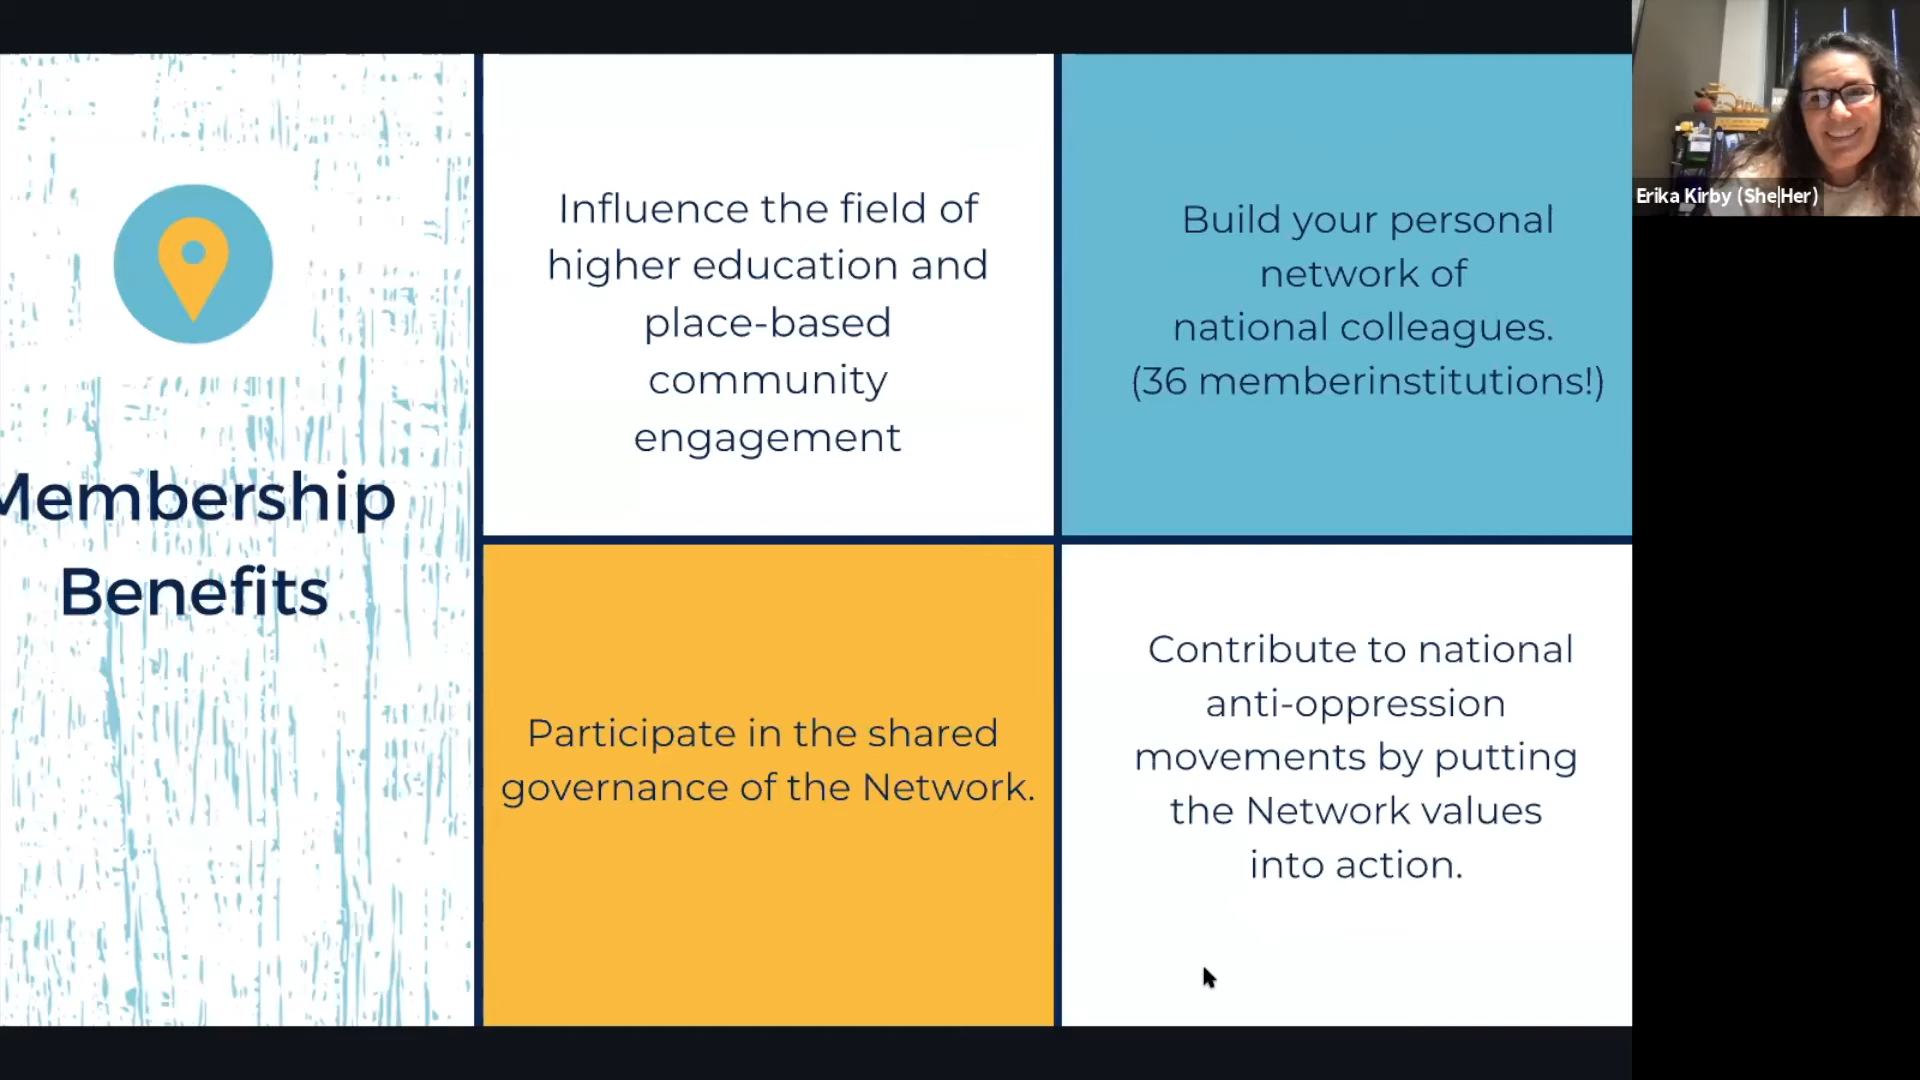 Membership
Benefits
Influence the field of
higher education and
place-based
community
engagement
Build your personal
network of
national colleagues.
(36 memberinstitutions!)
Participate in the shared
governance of the Network.
Contribute to national
anti-oppression
movements by putting
the Network values
into action.
Erika Kirby (She|Her)